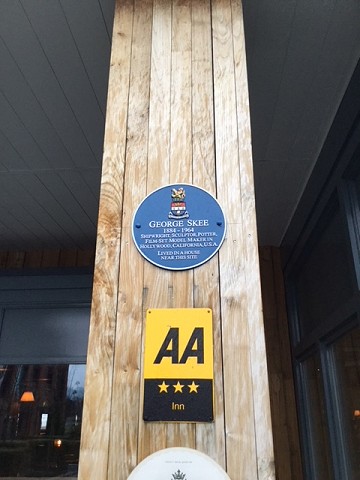 GEORGE SKEE
1884 - 1964
SHIPWRIGHT, SCULPTOR, POTTER,
FILM SET MODEL MAKER IN
HOLLYWOOD, CALIFORNIA, U.S.A.
LIVED IN A HOUSE
NEAR THIS SITE
AA
Inn